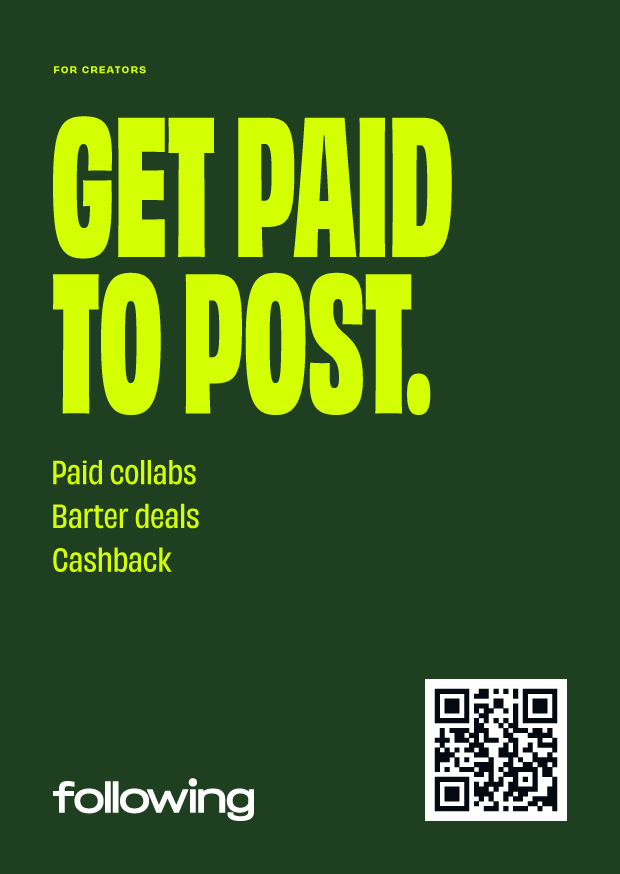 FOR CREATORS
GET PAID
TO POST.
Paid collabs
Barter deals
Cashback
following